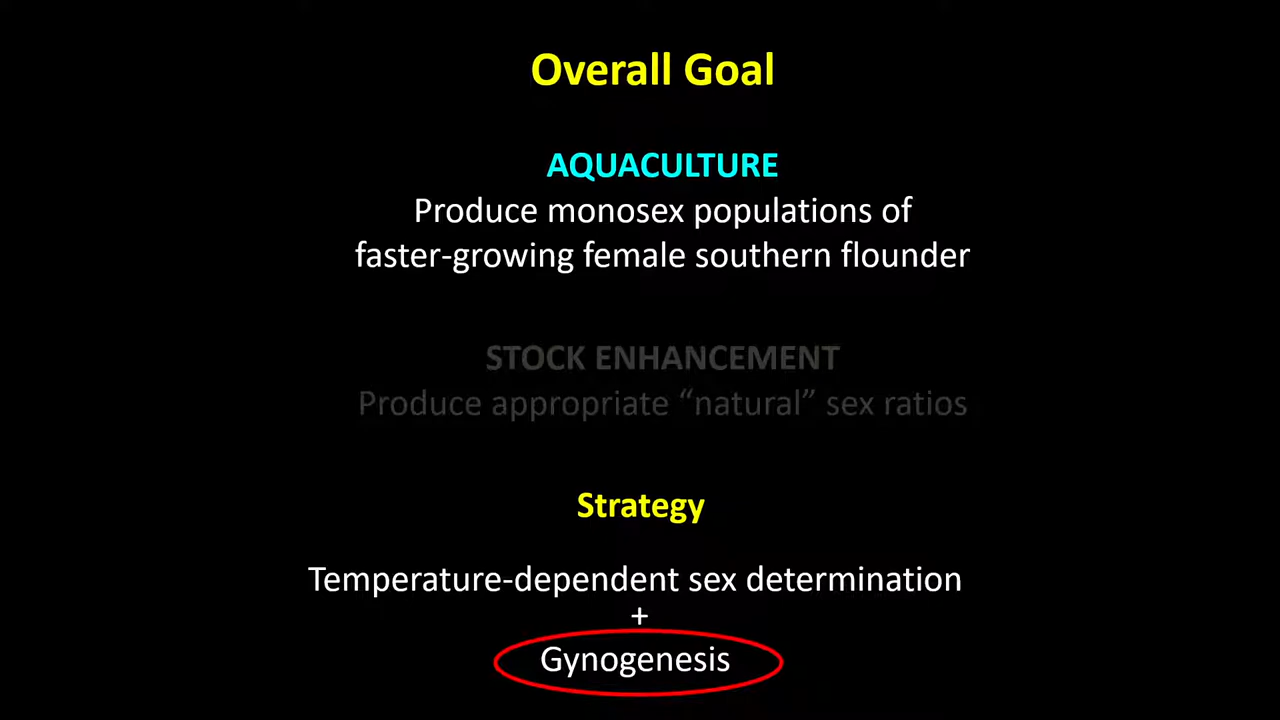 Overall Goal
AQUACULTURE
Produce monosex populations of
faster-growing female southern flounder
STOCK ENHANCEMENT
Produce appropriate “natural” sex ratios
Strategy
Temperature-dependent sex determination
+
Gynogenesis